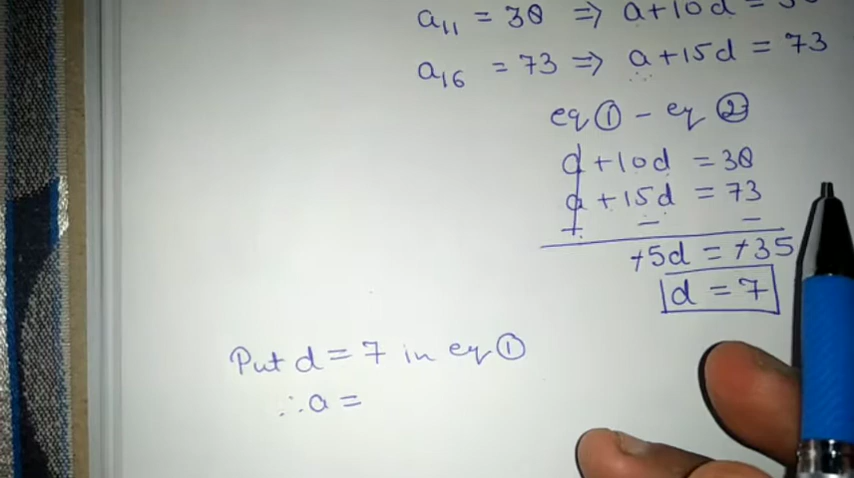 a₁₁ = 38 ⇒ a+10d = 38
a₁₆ = 73 ⇒ a+15d = 73
eq ① − eq ②
a + 10d = 38
a + 15d = 73
− − −
+5d = +35
d = 7
Put d = 7 in eq ①
∴ a =